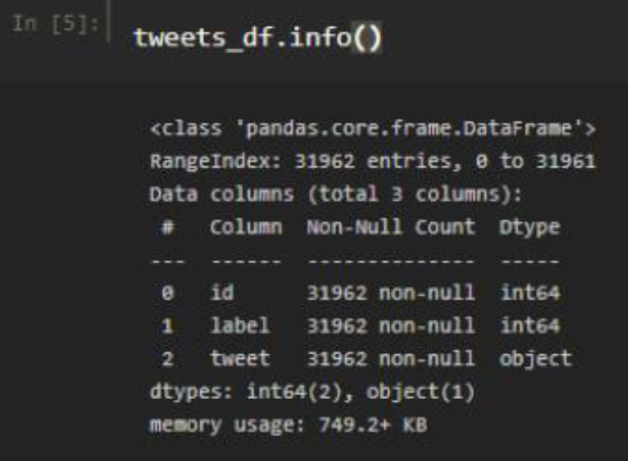 In [5]: tweets_df.info()
<class 'pandas.core.frame.DataFrame'>
RangeIndex: 31962 entries, 0 to 31961
Data columns (total 3 columns):
 #   Column  Non-Null Count  Dtype
---  ------  --------------  -----
 0   id      31962 non-null  int64
 1   label   31962 non-null  int64
 2   tweet   31962 non-null  object
dtypes: int64(2), object(1)
memory usage: 749.2+ KB